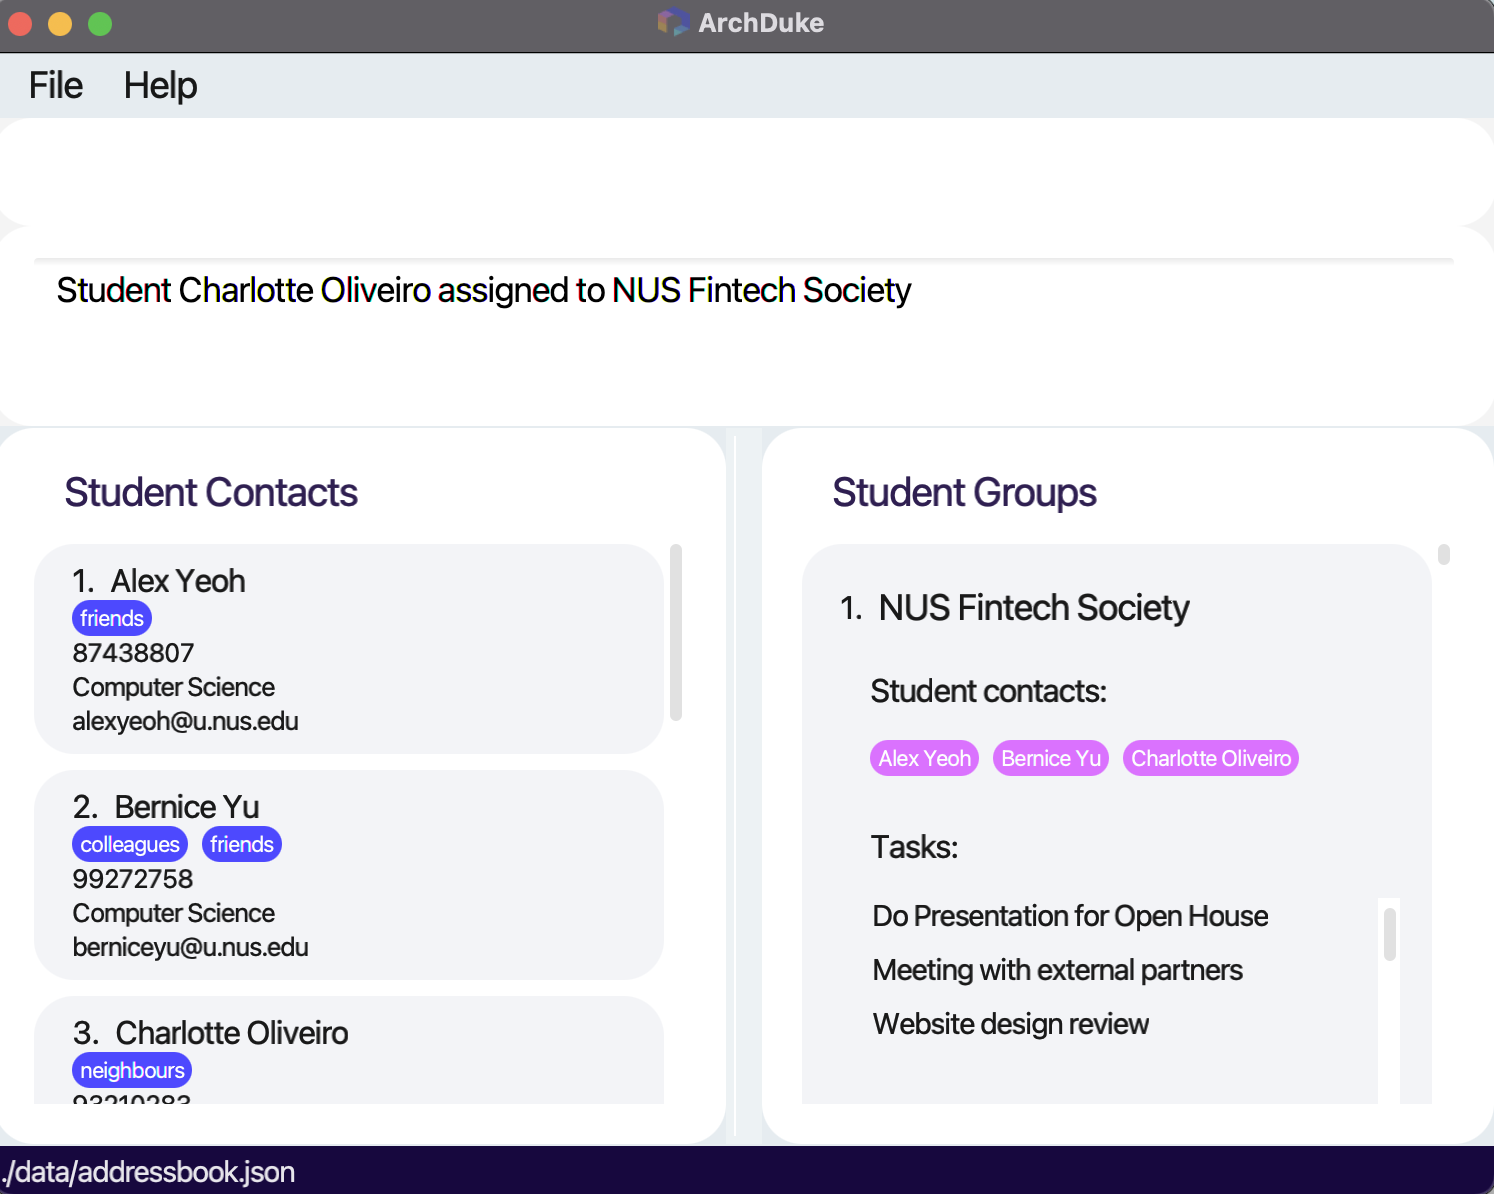 ArchDuke
File Help
Student Charlotte Oliveiro assigned to NUS Fintech Society
Student Contacts
1. Alex Yeoh
friends
87438807
Computer Science
alexyeoh@u.nus.edu
2. Bernice Yu
colleagues friends
99272758
Computer Science
berniceyu@u.nus.edu
3. Charlotte Oliveiro
neighbours
93210283
Student Groups
1. NUS Fintech Society
Student contacts:
Alex Yeoh Bernice Yu Charlotte Oliveiro
Tasks:
Do Presentation for Open House
Meeting with external partners
Website design review
./data/addressbook.json